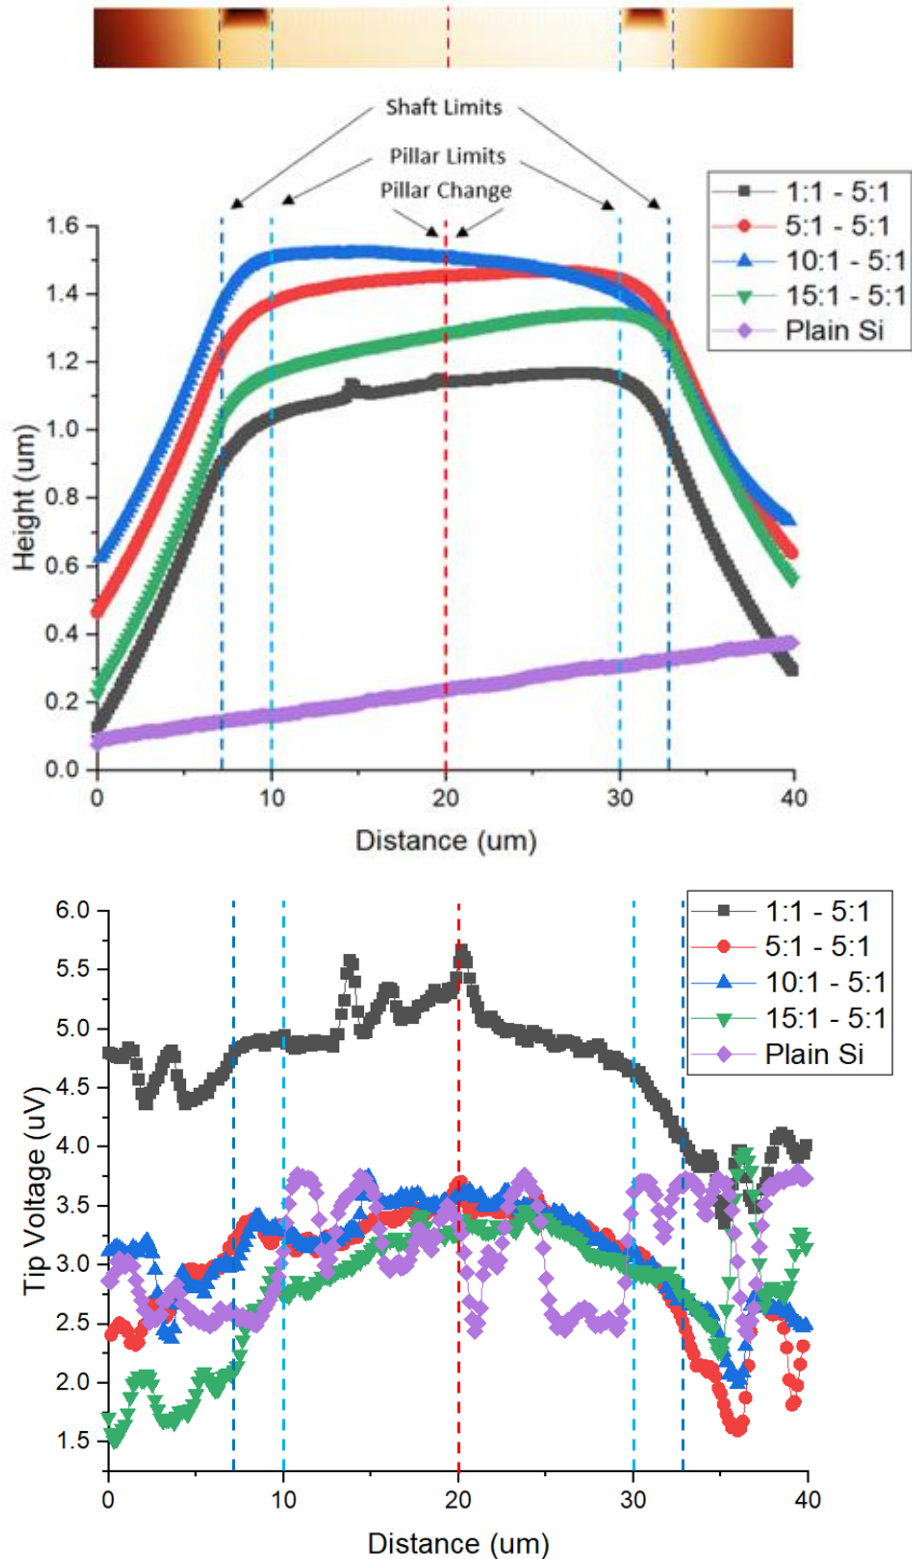 Shaft Limits
Pillar Limits
Pillar Change
1:1 - 5:1
5:1 - 5:1
10:1 - 5:1
15:1 - 5:1
Plain Si
1.6
1.4
1.2
1.0
0.8
0.6
0.4
0.2
0.0
Height (um)
0 10 20 30 40
Distance (um)
1:1 - 5:1
5:1 - 5:1
10:1 - 5:1
15:1 - 5:1
Plain Si
6.0
5.5
5.0
4.5
4.0
3.5
3.0
2.5
2.0
1.5
Tip Voltage (uV)
0 10 20 30 40
Distance (um)